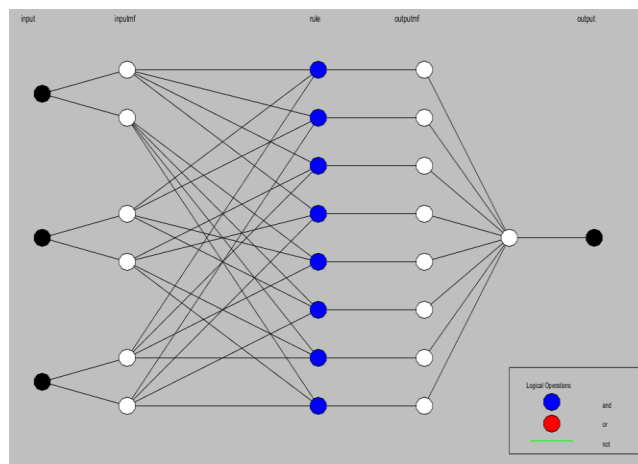 input inputmf rule outputmf output
Logical Operations
and
or
not